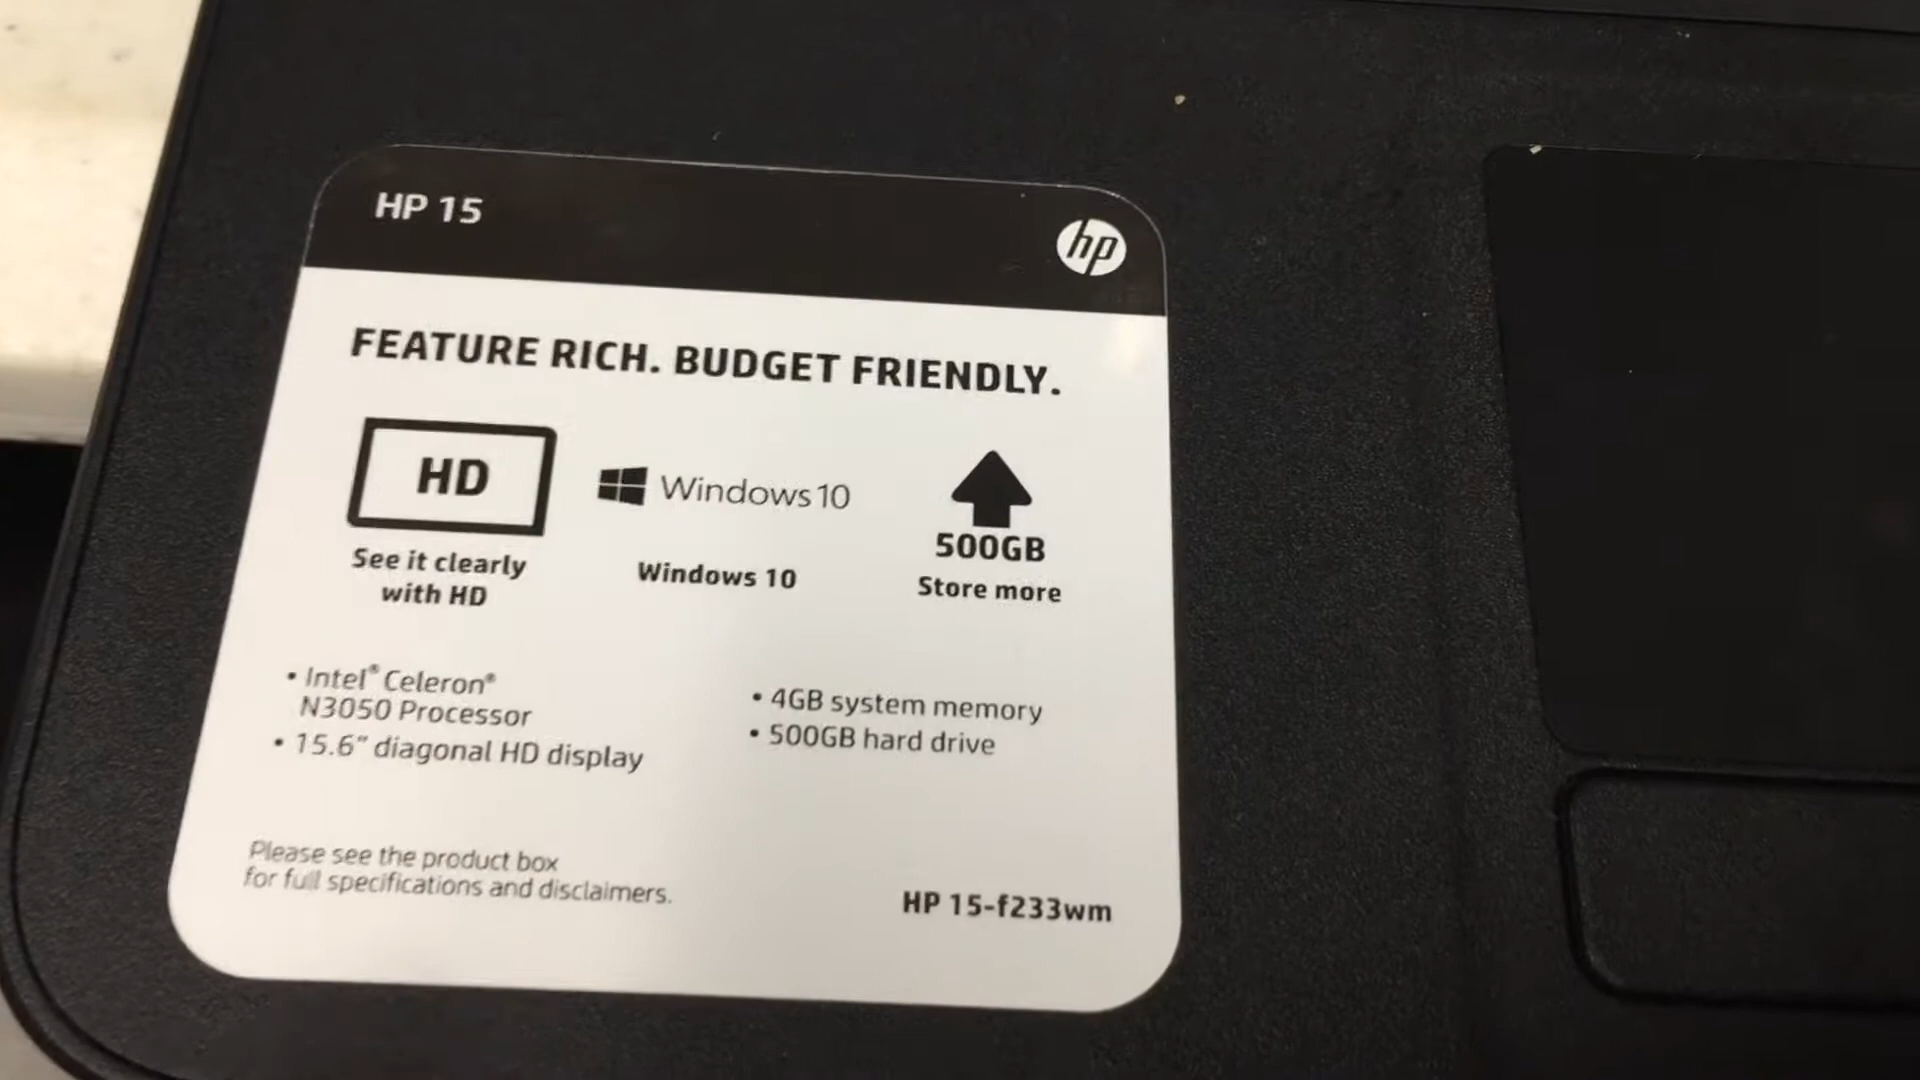 HP 15
hp
FEATURE RICH. BUDGET FRIENDLY.
HD
See it clearly
with HD
Windows 10
Windows 10
500GB
Store more
• Intel® Celeron®
N3050 Processor
• 15.6" diagonal HD display
• 4GB system memory
• 500GB hard drive
Please see the product box
for full specifications and disclaimers.
HP 15-f233wm